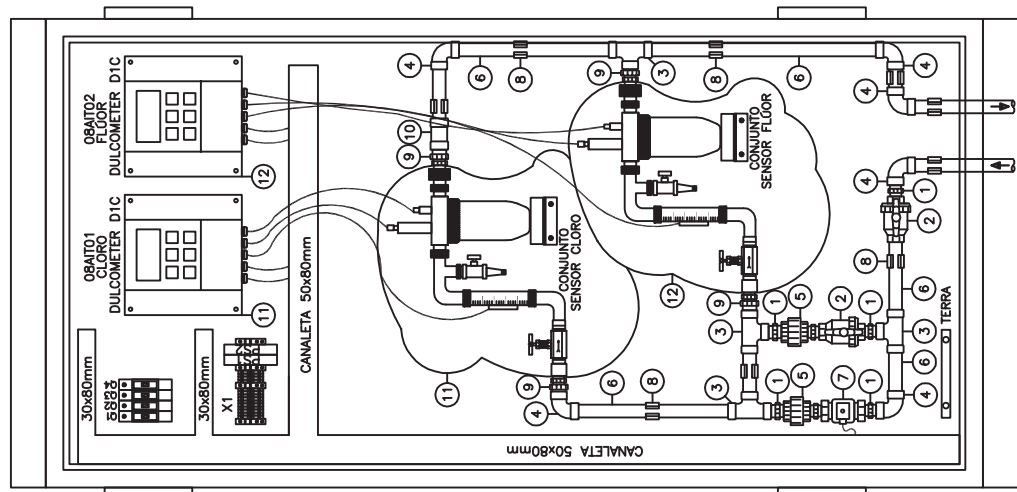 08AIT02
FLÚOR
DULCOMETER D1C
12
08AIT01
CLORO
DULCOMETER D1C
11
30x80mm
30x80mm
X1
CANALETA 50x80mm
CANALETA 50x80mm
4
6
8
9
3
8
6
4
4
10
9
CONJUNTO
SENSOR FLÚOR
CONJUNTO
SENSOR CLORO
12
11
9
4
6
8
3
9
3
1
5
2
1
3
1
5
7
1
4
6
6
8
2
1
4
TERRA